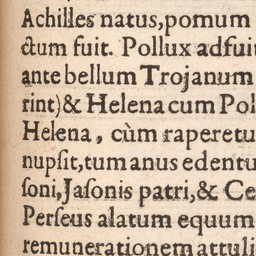 Achilles natus, pomum
ctum fuit. Pollux adfuit
ante bellum Trojanum
rint) & Helena cum Pol
Helena, cùm raperetu
nupſit, tum anus edentu
ſoni, Jaſonis patri, & Ce
Perſeus alatum equum
remunerationem attuli